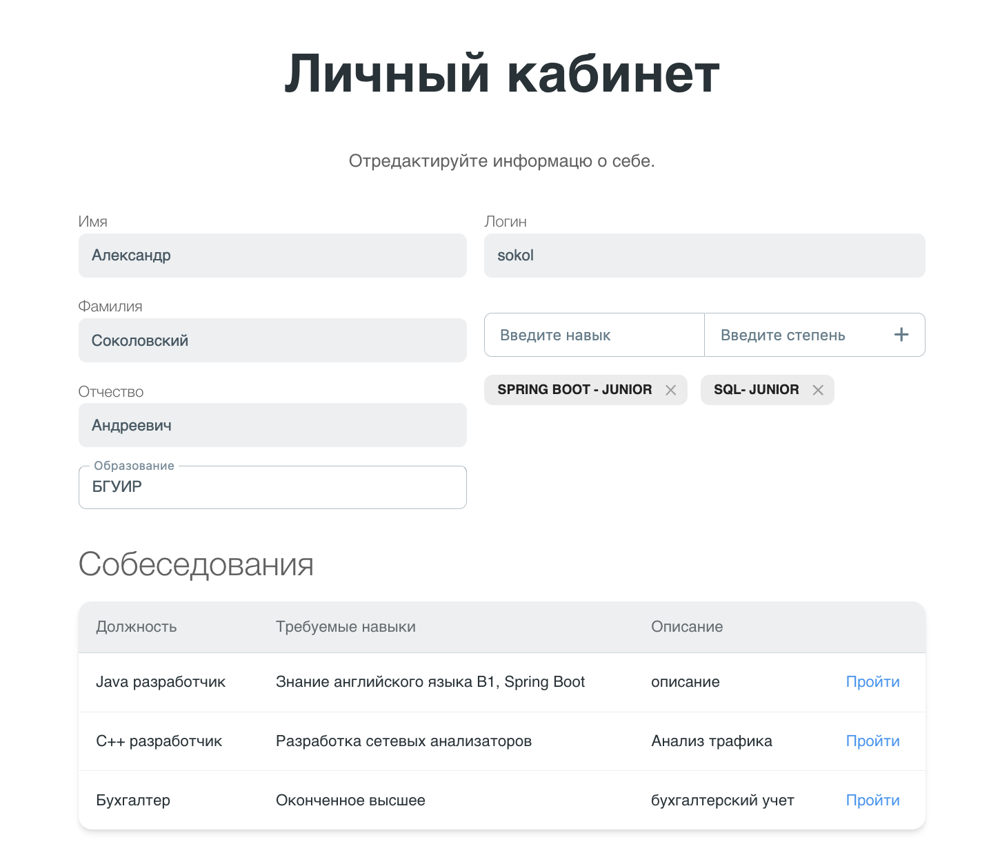 Личный кабинет
Отредактируйте информацю о себе.
Имя
Александр
Фамилия
Соколовский
Отчество
Андреевич
Образование
БГУИР
Логин
sokol
Введите навык Введите степень +
SPRING BOOT - JUNIOR SQL- JUNIOR
Собеседования
Должность Требуемые навыки Описание
Java разработчик Знание английского языка B1, Spring Boot описание Пройти
C++ разработчик Разработка сетевых анализаторов Анализ трафика Пройти
Бухгалтер Оконченное высшее бухгалтерский учет Пройти